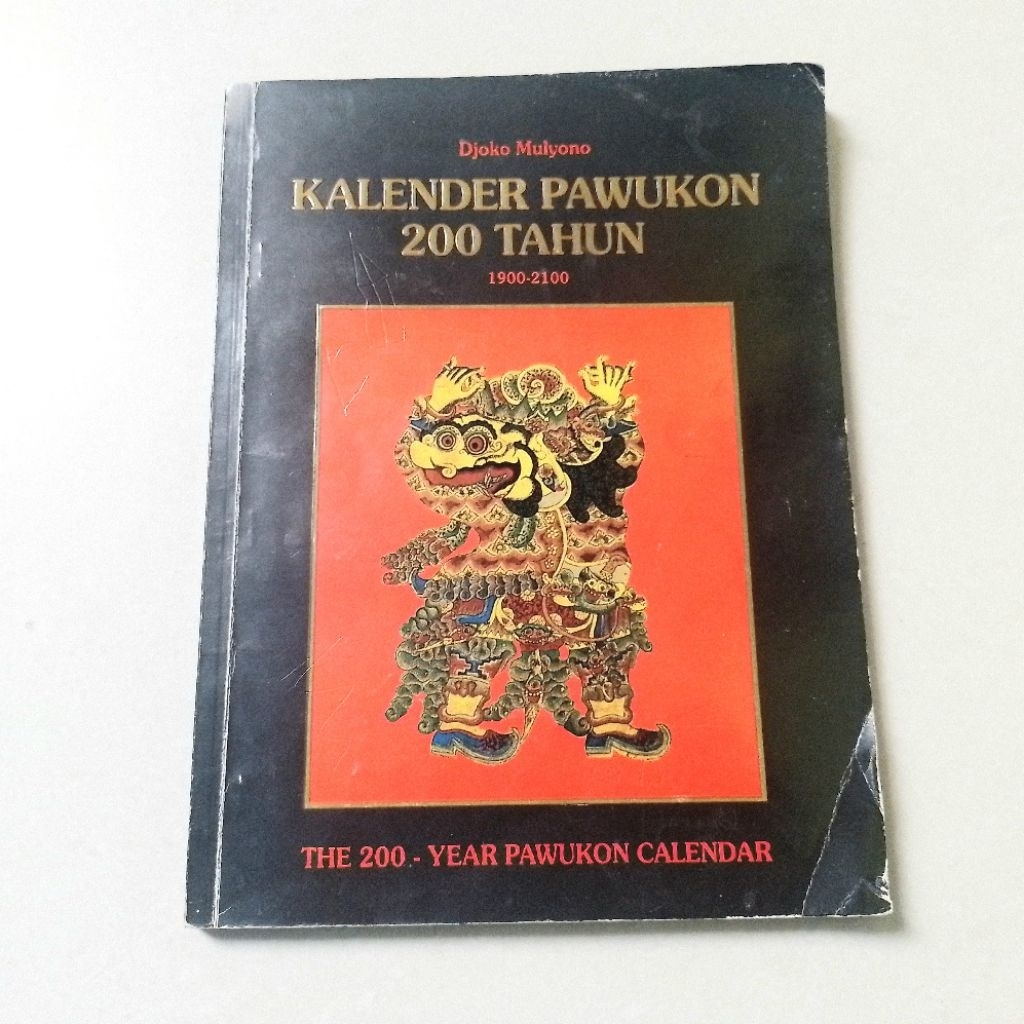 Djoko Mulyono
KALENDER PAWUKON
200 TAHUN
1900-2100
THE 200 - YEAR PAWUKON CALENDAR